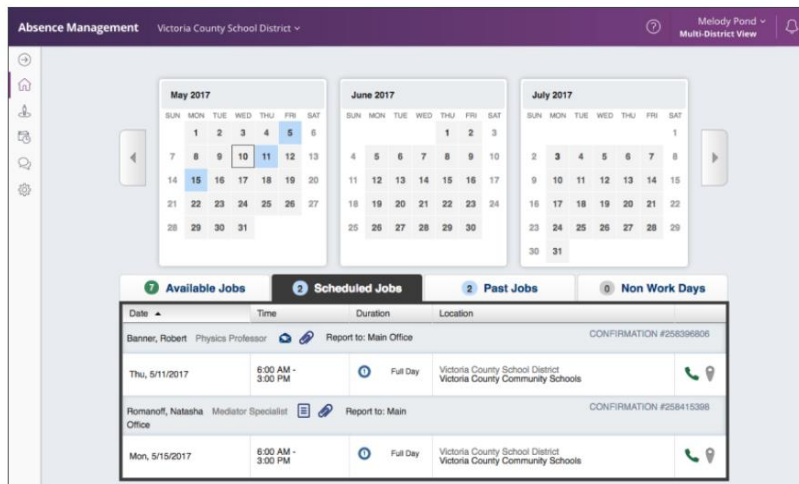 Absence Management Victoria County School District
? Melody Pond
Multi-District View
May 2017
SUN MON TUE WED THU FRI SAT
1 2 3 4 5 6
7 8 9 10 11 12 13
14 15 16 17 18 19 20
21 22 23 24 25 26 27
28 29 30 31
June 2017
SUN MON TUE WED THU FRI SAT
1 2 3
4 5 6 7 8 9 10
11 12 13 14 15 16 17
18 19 20 21 22 23 24
25 26 27 28 29 30
July 2017
SUN MON TUE WED THU FRI SAT
1
2 3 4 5 6 7 8
9 10 11 12 13 14 15
16 17 18 19 20 21 22
23 24 25 26 27 28 29
30 31
7 Available Jobs 2 Scheduled Jobs 2 Past Jobs 0 Non Work Days
Date Time Duration Location
Banner, Robert Physics Professor Report to: Main Office CONFIRMATION #258396806
Thu, 5/11/2017 6:00 AM - Full Day Victoria County School District
3:00 PM Victoria County Community Schools
Romanoff, Natasha Mediator Specialist Report to: Main CONFIRMATION #258415398
Office
Mon, 5/15/2017 6:00 AM - Full Day Victoria County School District
3:00 PM Victoria County Community Schools